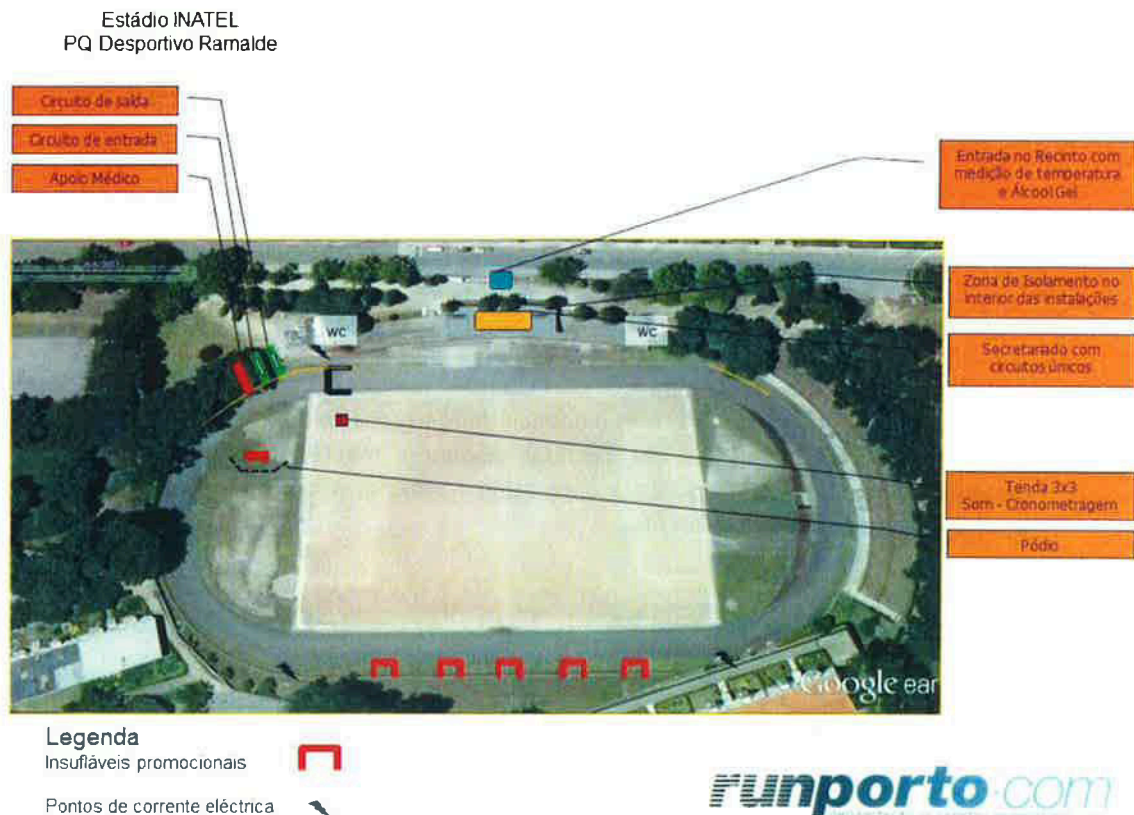 Estádio INATEL
PQ Desportivo Ramalde
Circuito de saída
Circuito de entrada
Apoio Médico
Entrada no Recinto com
medição de temperatura
e Álcool Gel
Zona de Isolamento no
interior das instalações
Secretariado com
circuitos únicos
WC
WC
Tenda 3x3
Som - Cronometragem
Pódio
Google ear
Legenda
Insufláveis promocionais
Pontos de corrente eléctrica
runporto.com